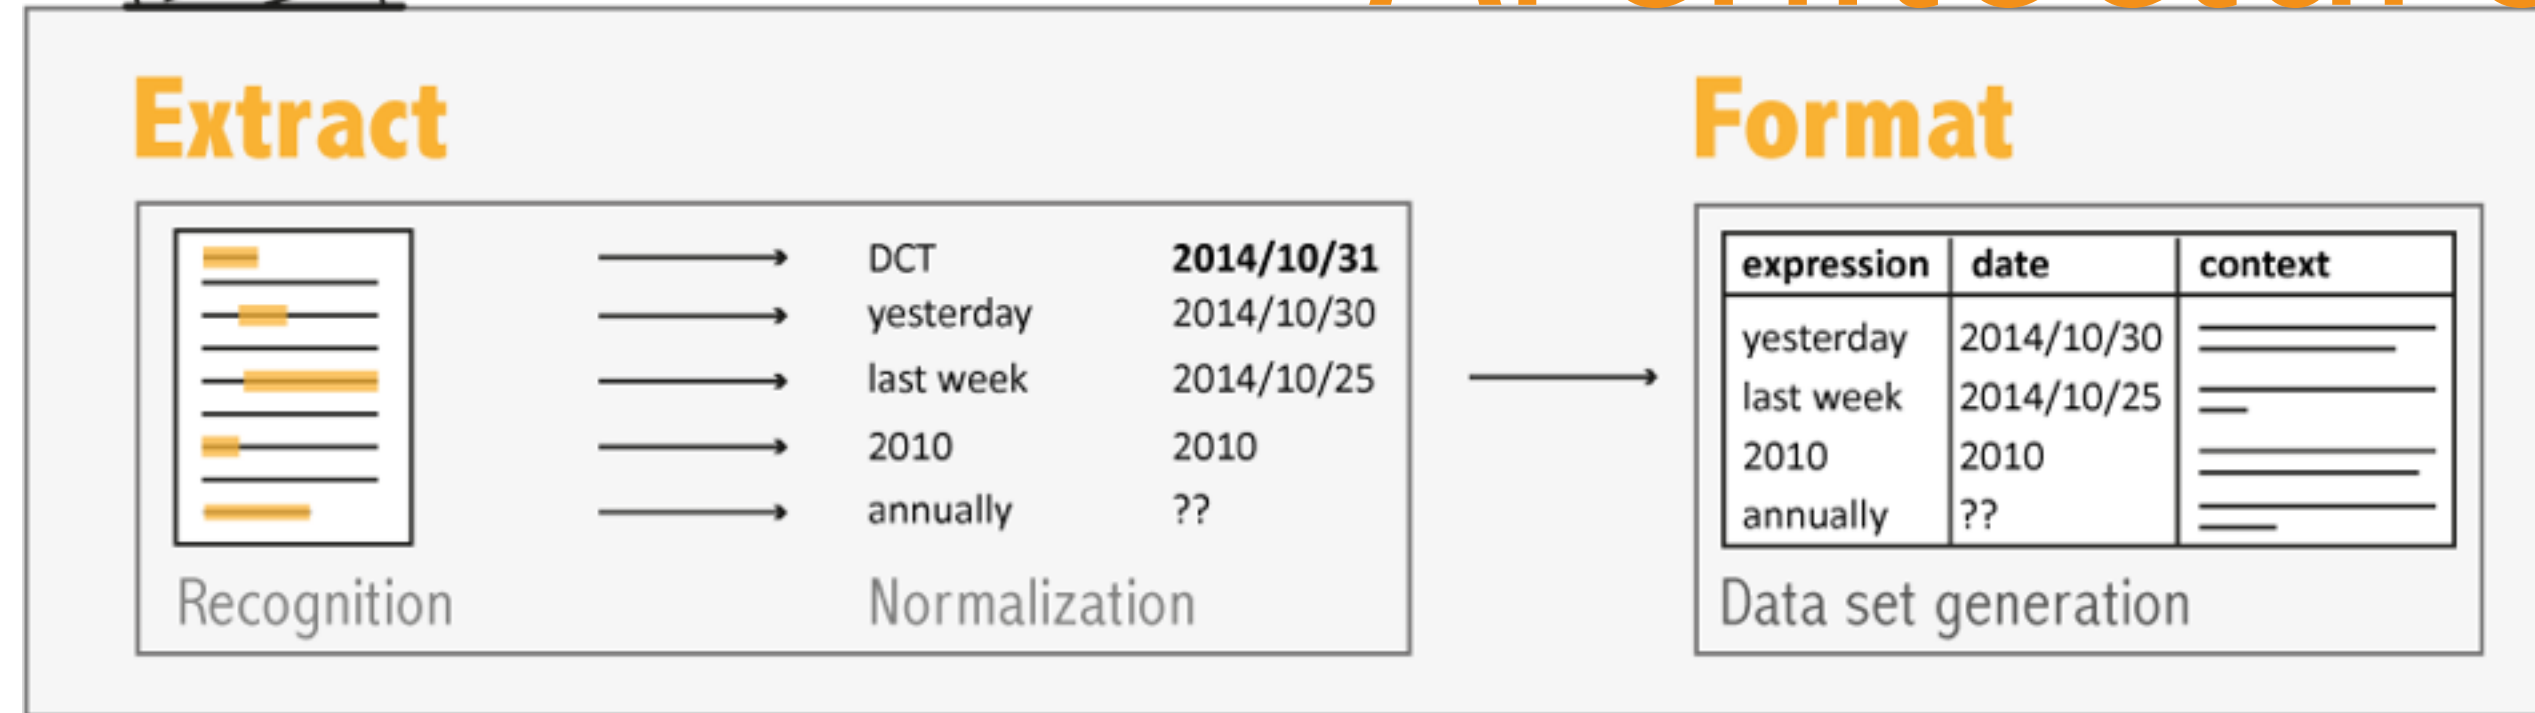 Extract
DCT 2014/10/31
yesterday 2014/10/30
last week 2014/10/25
2010 2010
annually ??
Recognition Normalization
Format
expression date context
yesterday 2014/10/30
last week 2014/10/25
2010 2010
annually ??
Data set generation